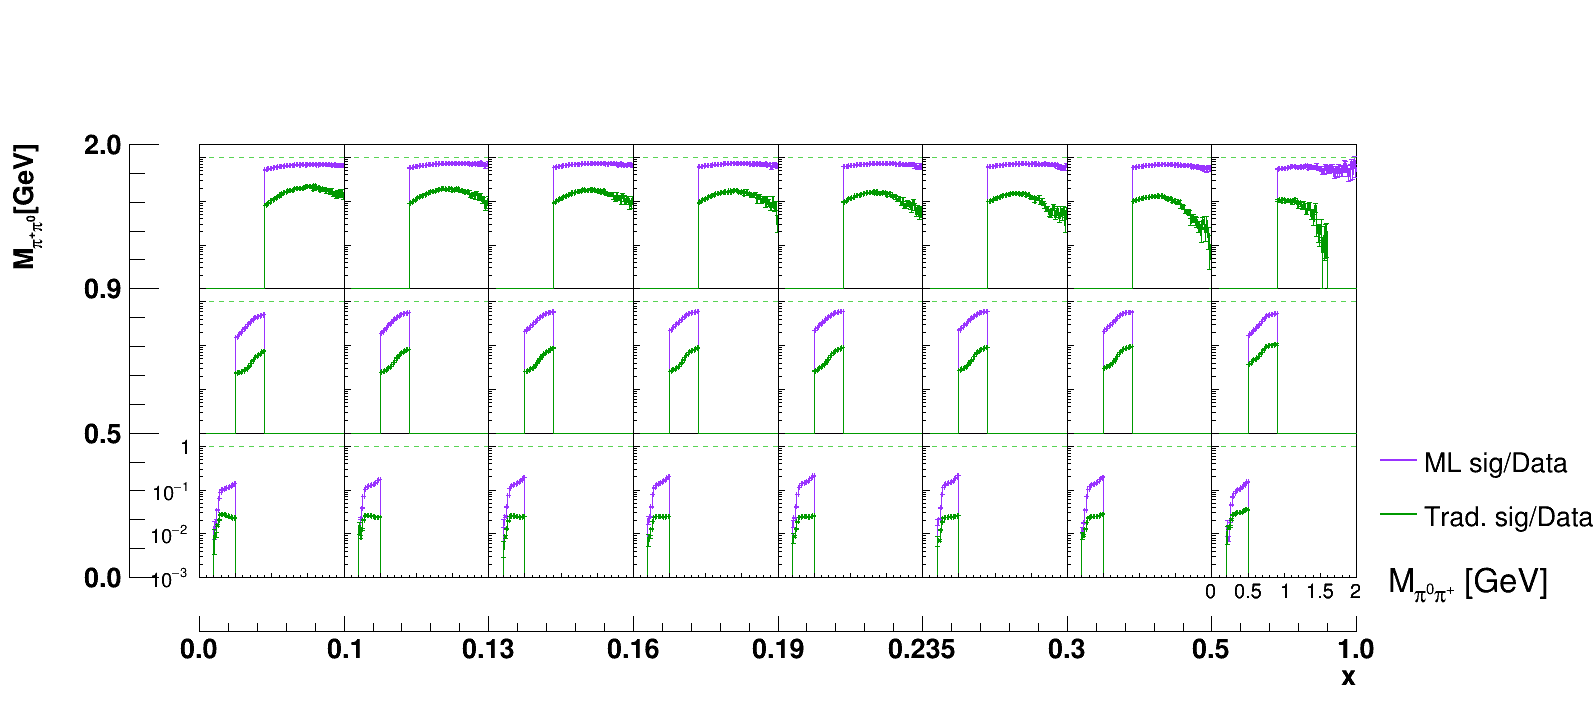 M_{π⁺π⁰}[GeV]
2.0
0.9
0.5
0.0
1
10⁻¹
10⁻²
10⁻³
ML sig/Data
Trad. sig/Data
0 0.5 1 1.5 2
M_{π⁰π⁺} [GeV]
0.0 0.1 0.13 0.16 0.19 0.235 0.3 0.5 1.0
x